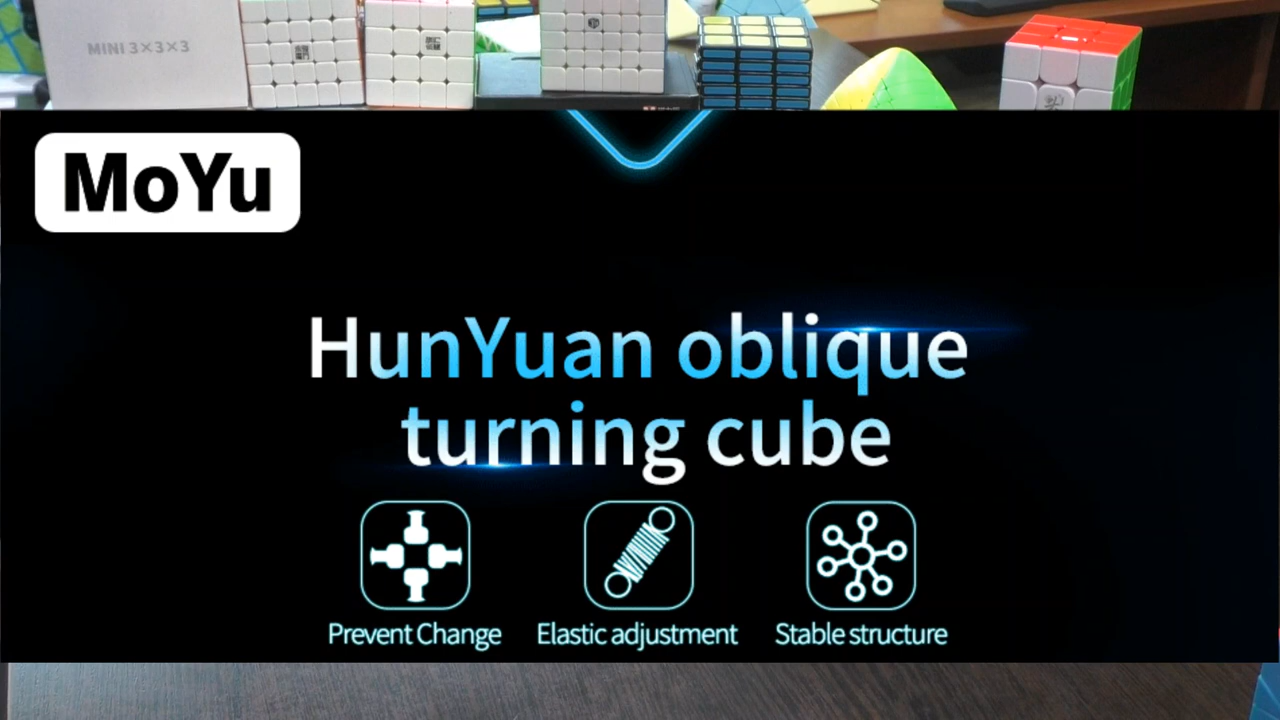 MINI 3×3×3
MoYu
HunYuan oblique
turning cube
Prevent Change
Elastic adjustment
Stable structure